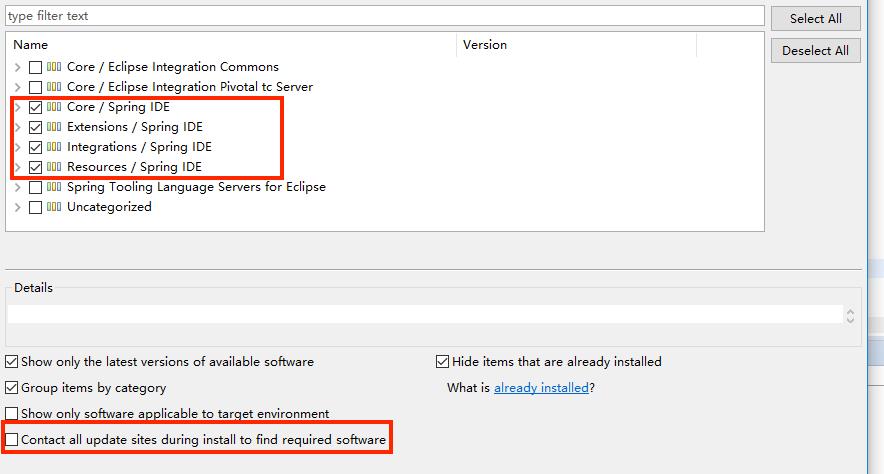 type filter text
Select All
Name Version
Deselect All
Core / Eclipse Integration Commons
Core / Eclipse Integration Pivotal tc Server
Core / Spring IDE
Extensions / Spring IDE
Integrations / Spring IDE
Resources / Spring IDE
Spring Tooling Language Servers for Eclipse
Uncategorized
Details
Show only the latest versions of available software
Hide items that are already installed
Group items by category
What is already installed?
Show only software applicable to target environment
Contact all update sites during install to find required software